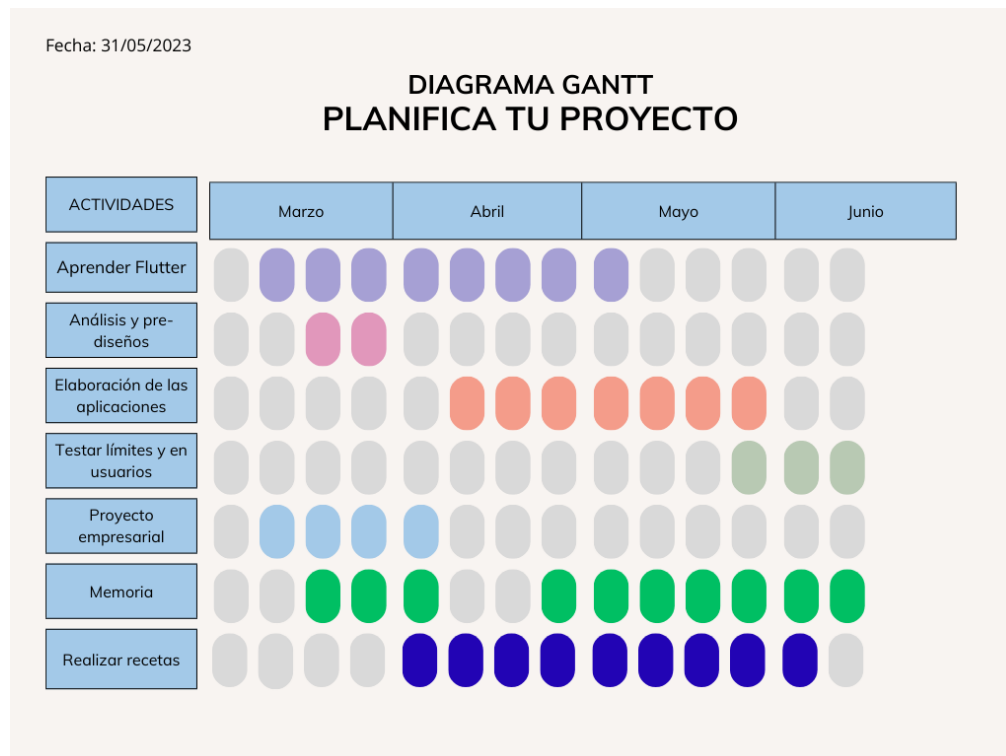 Fecha: 31/05/2023
DIAGRAMA GANTT
PLANIFICA TU PROYECTO
ACTIVIDADES
Marzo
Abril
Mayo
Junio
Aprender Flutter
Análisis y pre-
diseños
Elaboración de las
aplicaciones
Testar límites y en
usuarios
Proyecto
empresarial
Memoria
Realizar recetas